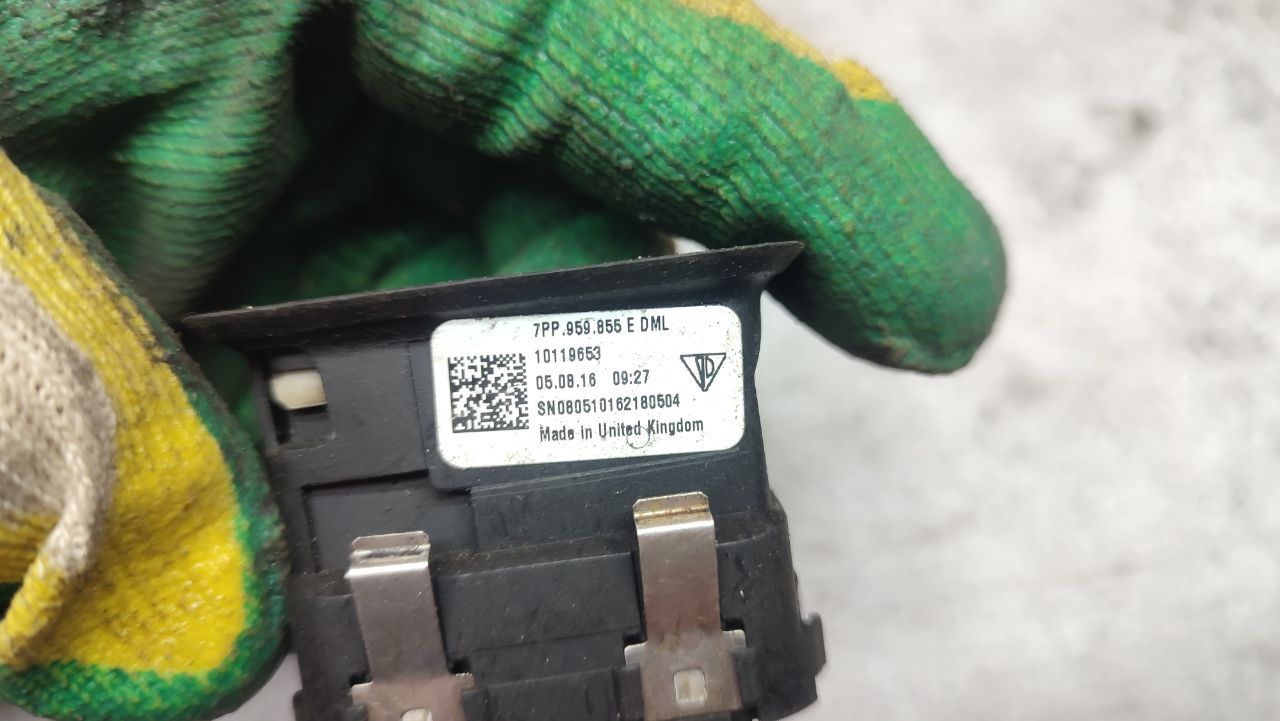 7PP.959.855 E DML
10119653
05.08.16 09:27
SN080510162180504
Made in United Kingdom